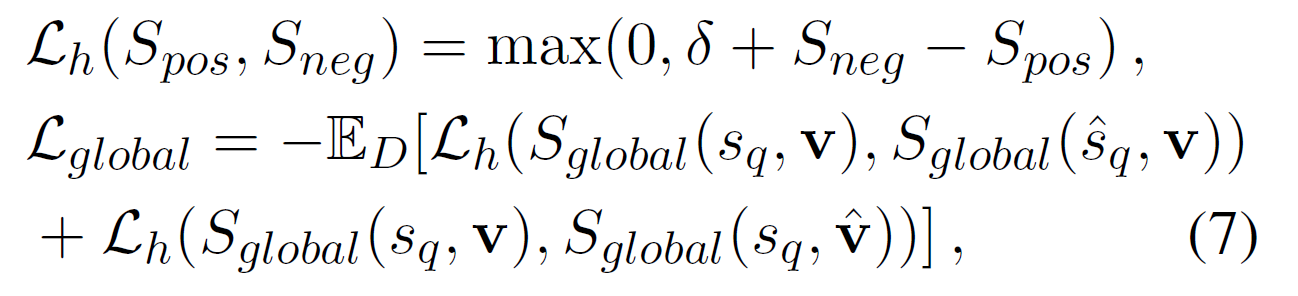 ℒ_h(S_{pos}, S_{neg}) = max(0, δ + S_{neg} − S_{pos}) ,
ℒ_{global} = −𝔼_D[ℒ_h(S_{global}(s_q, 𝐯), S_{global}(ŝ_q, 𝐯))
+ ℒ_h(S_{global}(s_q, 𝐯), S_{global}(s_q, 𝐯̂))] , (7)